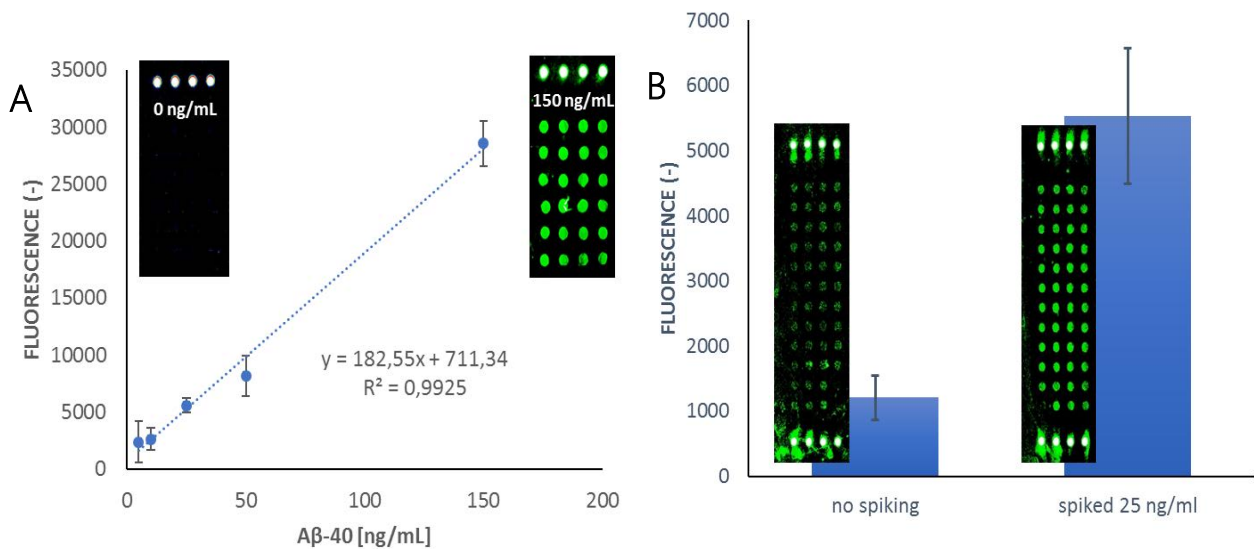 A
FLUORESCENCE (-)
35000
30000
25000
20000
15000
10000
5000
0
0 ng/mL
150 ng/mL
y = 182,55x + 711,34
R² = 0,9925
0
50
100
150
200
Aβ-40 [ng/mL]
B
FLUORESCENCE (-)
7000
6000
5000
4000
3000
2000
1000
0
no spiking
spiked 25 ng/ml